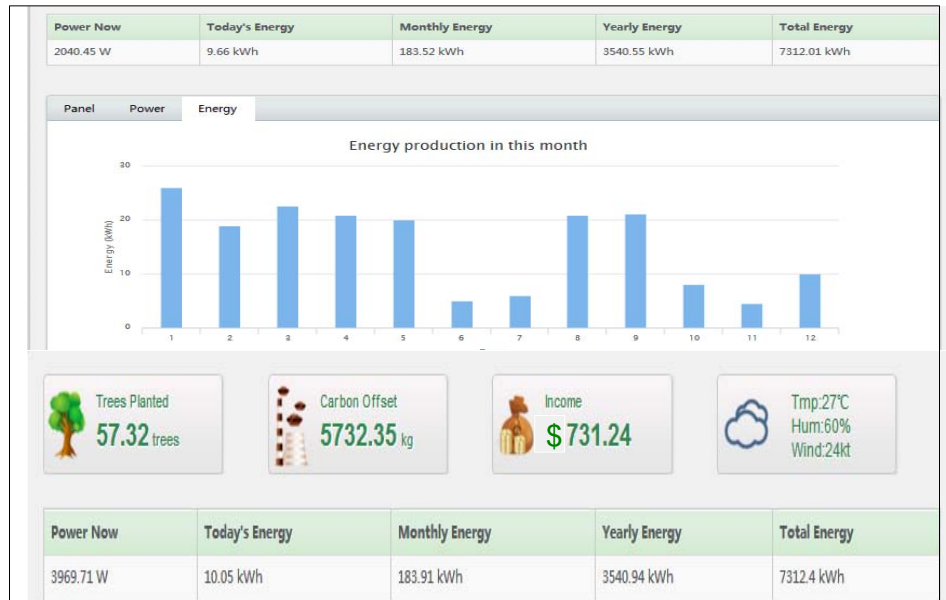 Power Now Today's Energy Monthly Energy Yearly Energy Total Energy
2040.45 W 9.66 kWh 183.52 kWh 3540.55 kWh 7312.01 kWh
Panel Power Energy
Energy production in this month
30
20
10
0
Energy (kWh)
1 2 3 4 5 6 7 8 9 10 11 12
Trees Planted
57.32 trees
Carbon Offset
5732.35 kg
Income
$ 731.24
Tmp:27℃
Hum:60%
Wind:24kt
Power Now Today's Energy Monthly Energy Yearly Energy Total Energy
3969.71 W 10.05 kWh 183.91 kWh 3540.94 kWh 7312.4 kWh